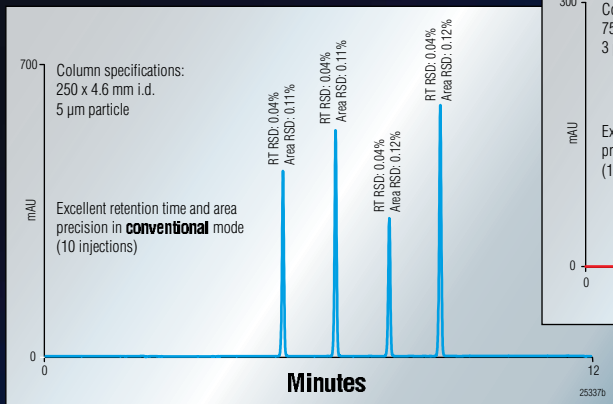 700
Column specifications:
250 x 4.6 mm i.d.
5 µm particle
mAU
Excellent retention time and area
precision in conventional mode
(10 injections)
RT RSD: 0.04%
Area RSD: 0.11%
RT RSD: 0.04%
Area RSD: 0.11%
RT RSD: 0.04%
Area RSD: 0.12%
RT RSD: 0.04%
Area RSD: 0.12%
0
0
12
Minutes
25337b
300
Co
75
3
mAU
Ex
pr
(1
0
0